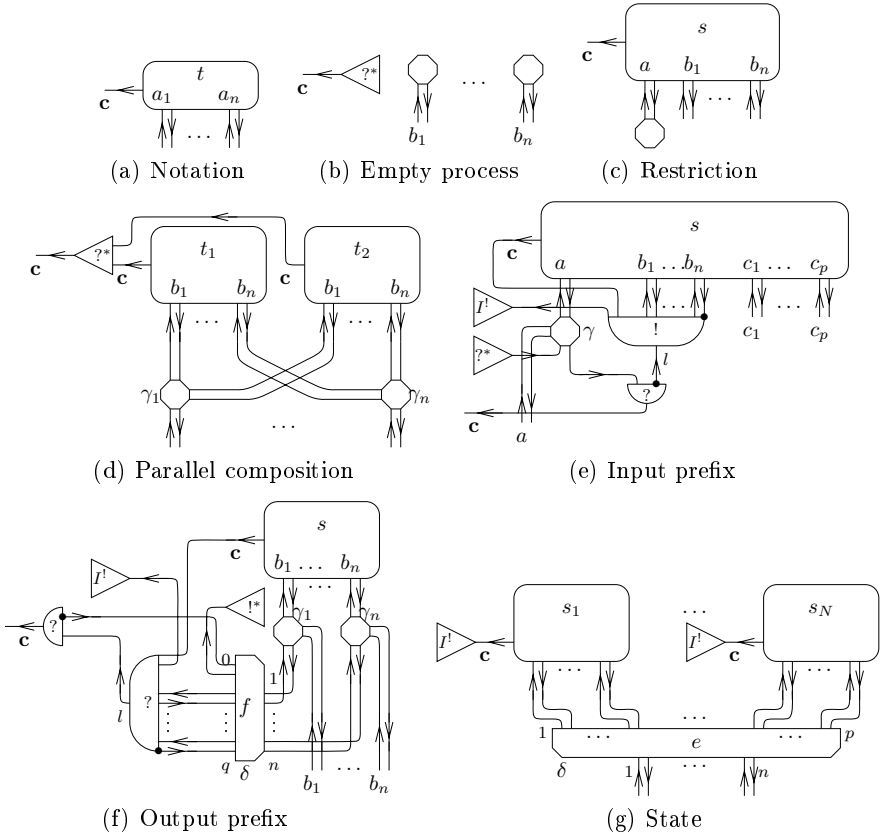 t
c
a₁ aₙ
...
(a) Notation
?*
c
...
b₁ bₙ
(b) Empty process
s
c
a b₁ bₙ
...
(c) Restriction
?*
c
t₁ t₂
c c
b₁ bₙ b₁ bₙ
... ...
γ₁ γₙ
...
(d) Parallel composition
s
c
a b₁ ... bₙ c₁ ... cₚ
I! ... ...
! c₁ cₚ
γ
?*
l
?
c
a
(e) Input prefix
s
c
b₁ ... bₙ
...
I!
!*
? γ₁ γₙ
c
0
1
l ? f
⋮ ⋮ ⋮
q n
δ
b₁ ... bₙ
(f) Output prefix
s₁ ... s_N
I! I!
c c
... ...
...
1 ... ... p
e
δ 1 ... n
(g) State